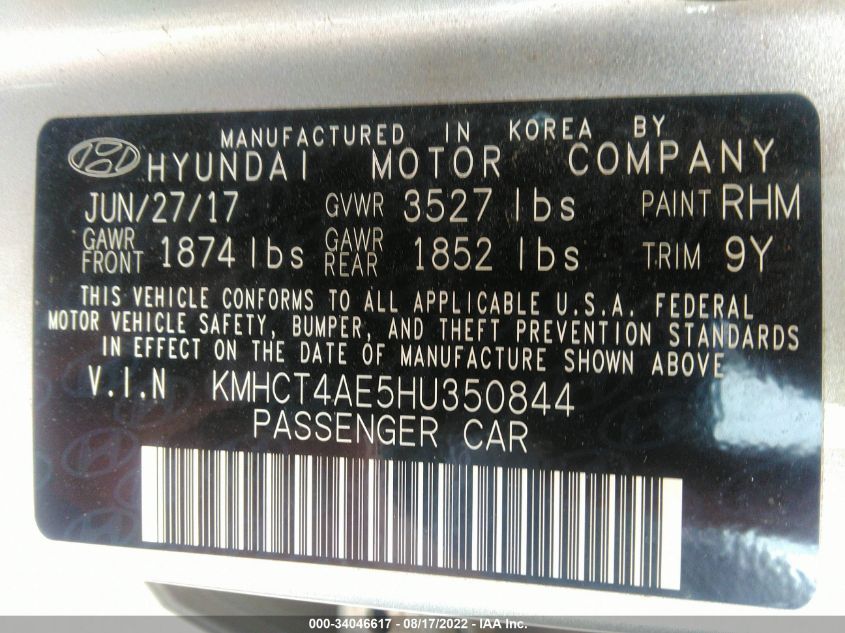 MANUFACTURED IN KOREA BY
HYUNDAI MOTOR COMPANY
JUN/27/17 GVWR 3527 lbs PAINT RHM
GAWR FRONT 1874 lbs GAWR REAR 1852 lbs TRIM 9Y
THIS VEHICLE CONFORMS TO ALL APPLICABLE U.S.A. FEDERAL
MOTOR VEHICLE SAFETY, BUMPER, AND THEFT PREVENTION STANDARDS
IN EFFECT ON THE DATE OF MANUFACTURE SHOWN ABOVE
V.I.N KMHCT4AE5HU350844
PASSENGER CAR
000-34046617 - 08/17/2022 - IAA Inc.